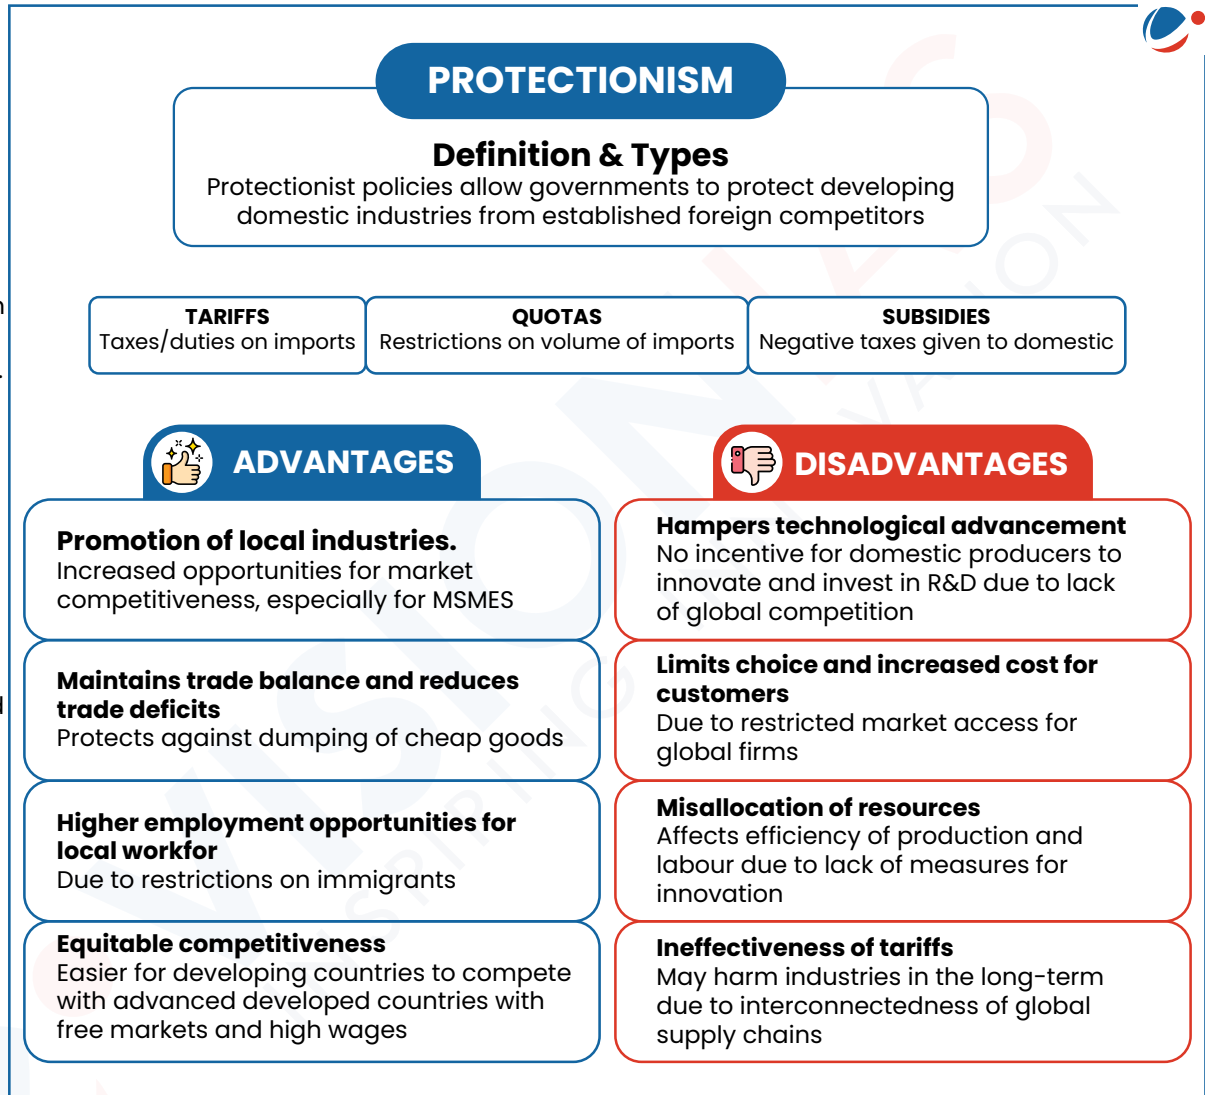 PROTECTIONISM
Definition & Types
Protectionist policies allow governments to protect developing
domestic industries from established foreign competitors
TARIFFS
Taxes/duties on imports
QUOTAS
Restrictions on volume of imports
SUBSIDIES
Negative taxes given to domestic
ADVANTAGES
Promotion of local industries.
Increased opportunities for market
competitiveness, especially for MSMES
Maintains trade balance and reduces
trade deficits
Protects against dumping of cheap goods
Higher employment opportunities for
local workfor
Due to restrictions on immigrants
Equitable competitiveness
Easier for developing countries to compete
with advanced developed countries with
free markets and high wages
DISADVANTAGES
Hampers technological advancement
No incentive for domestic producers to
innovate and invest in R&D due to lack
of global competition
Limits choice and increased cost for
customers
Due to restricted market access for
global firms
Misallocation of resources
Affects efficiency of production and
labour due to lack of measures for
innovation
Ineffectiveness of tariffs
May harm industries in the long-term
due to interconnectedness of global
supply chains